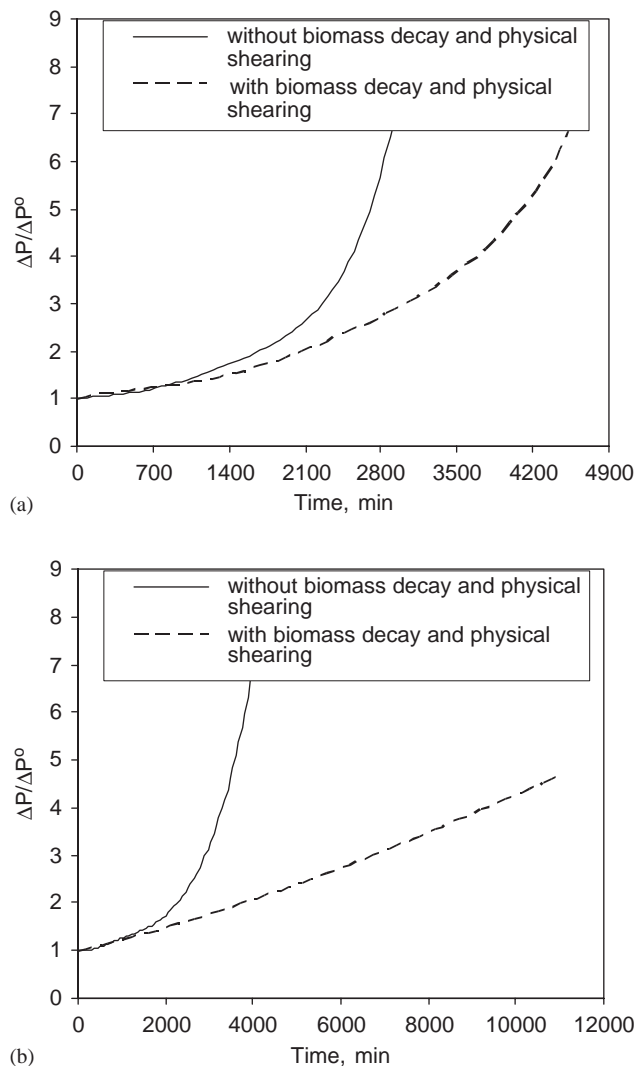 9
8
7
6
5
4
3
2
1
0
ΔP/ΔPº
without biomass decay and physical
shearing
with biomass decay and physical
shearing
0 700 1400 2100 2800 3500 4200 4900
Time, min
(a)
9
8
7
6
5
4
3
2
1
0
ΔP/ΔPº
without biomass decay and physical
shearing
with biomass decay and physical
shearing
0 2000 4000 6000 8000 10000 12000
Time, min
(b)